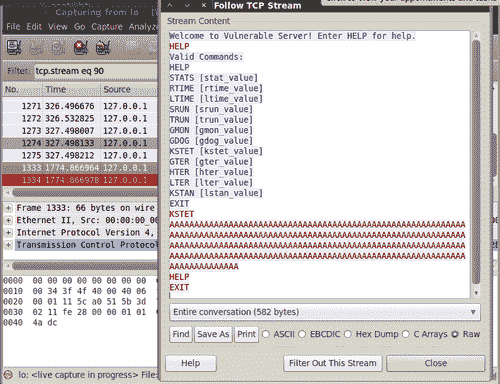 Capturing from lo
Follow TCP Stream
File Edit View Go Capture Analyz
Filter: tcp.stream eq 90
No. Time Source
1271 326.496676 127.0.0.1
1272 326.532825 127.0.0.1
1273 327.498007 127.0.0.1
1274 327.498133 127.0.0.1
1275 327.498212 127.0.0.1
1333 1774.866964 127.0.0.1
1334 1774.866978 127.0.0.1
Frame 1333: 66 bytes on wire
Ethernet II, Src: 00:00:00_00
Internet Protocol Version 4,
Transmission Control Protocol
0000 00 00 00 00 00 00 00 00
0010 00 34 3f 4f 40 00 40 06
0020 00 01 11 5c a0 51 5b 3d
0030 02 11 fe 28 00 00 01 01
0040 4a dc
lo: <live capture in progress> File:
Stream Content
Welcome to Vulnerable Server! Enter HELP for help.
HELP
Valid Commands:
HELP
STATS [stat_value]
RTIME [rtime_value]
LTIME [ltime_value]
SRUN [srun_value]
TRUN [trun_value]
GMON [gmon_value]
GDOG [gdog_value]
KSTET [kstet_value]
GTER [gter_value]
HTER [hter_value]
LTER [lter_value]
KSTAN [lstan_value]
EXIT
KSTET
AAAAAAAAAAAAAAAAAAAAAAAAAAAAAAAAAAAAAAAAAAAAAAAAAAAAAAAAAAAAAA
AAAAAAAAAAAAAAAAAAAAAAAAAAAAAAAAAAAAAAAAAAAAAAAAAAAAAAAAAAAAAA
AAAAAAAAAAAAAAAAAAAAAAAAAAAAAAAAAAAAAAAAAAAAAAAAAAAAAAAAAAAAAA
AAAAAAAAAAAAAAAAAAAAAAAAAAAAAAAAAAAAAAAAAAAAAAAAAAAAAAAAAAAAAA
AAAAAAAAAAAAAA
HELP
EXIT
Entire conversation (582 bytes)
Find Save As Print ASCII EBCDIC Hex Dump C Arrays Raw
Help Filter Out This Stream Close